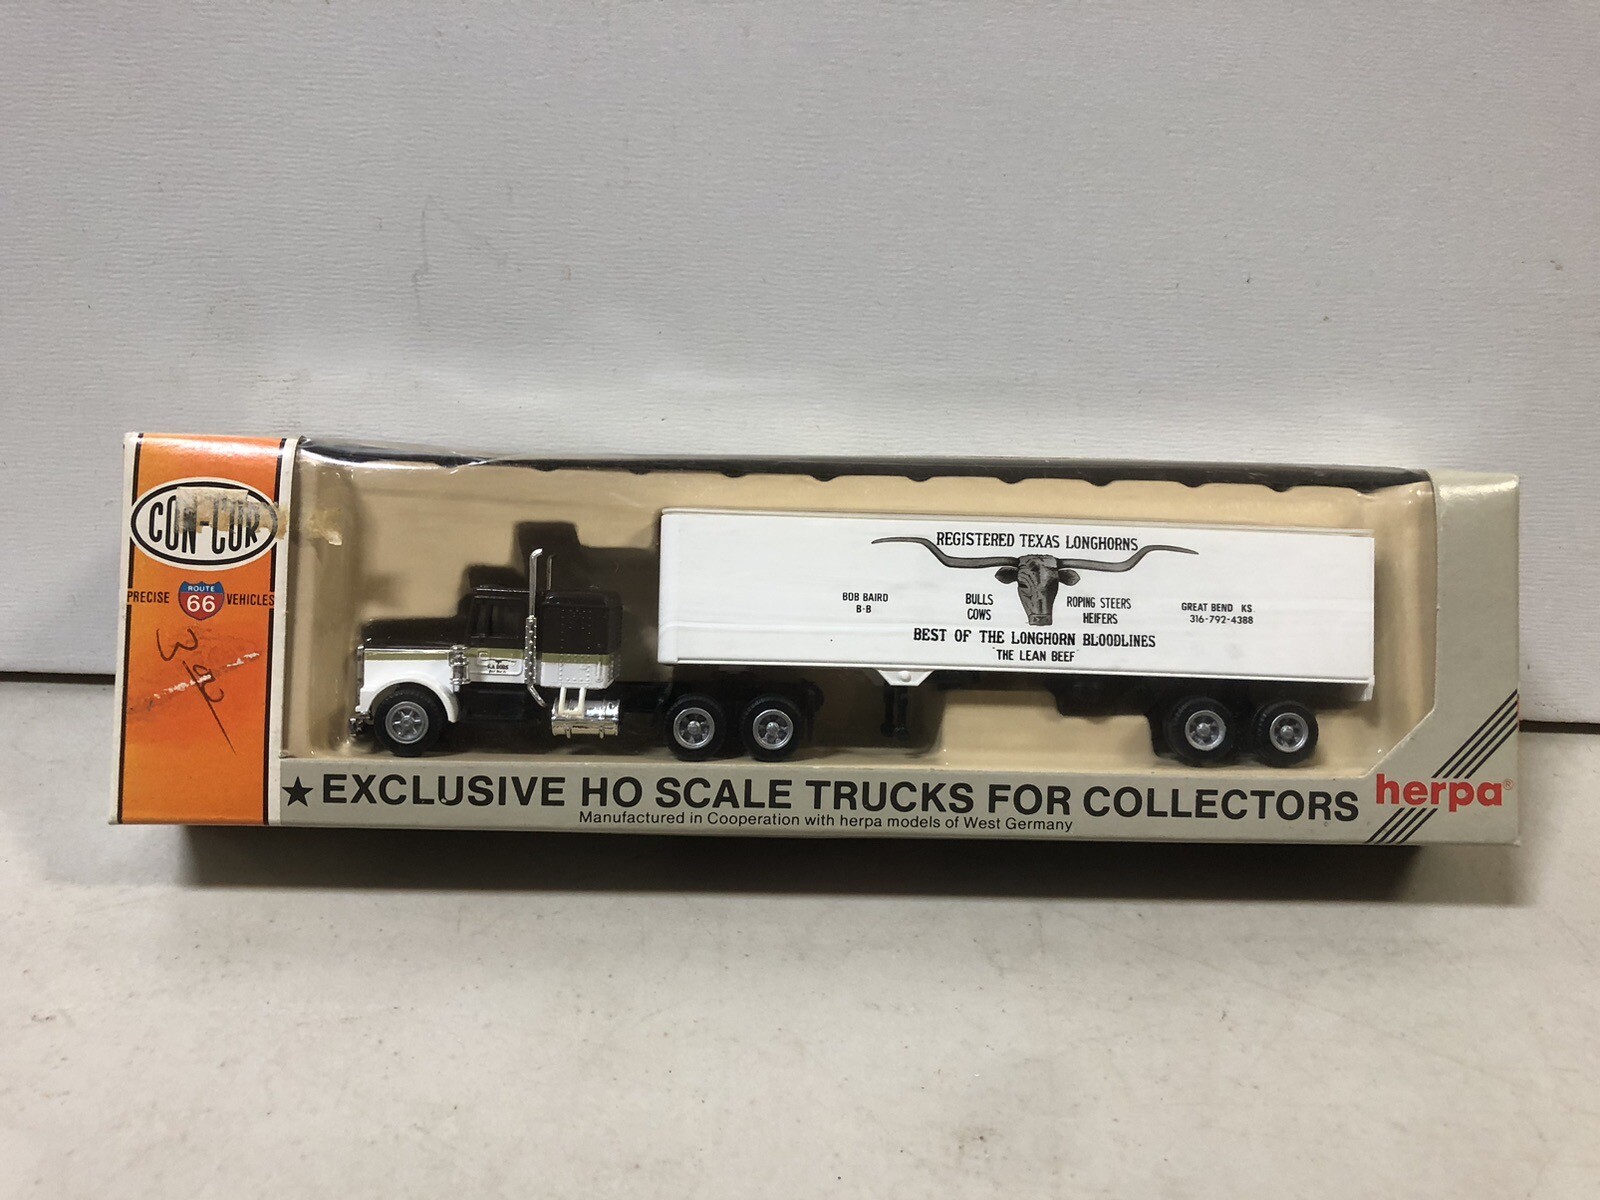 CON-COR
PRECISE ROUTE 66 VEHICLES
REGISTERED TEXAS LONGHORNS
BOB BAIRD
B-B
BULLS
COWS
ROPING STEERS
HEIFERS
GREAT BEND KS.
316-792-4388
BEST OF THE LONGHORN BLOODLINES
"THE LEAN BEEF"
★ EXCLUSIVE HO SCALE TRUCKS FOR COLLECTORS
Manufactured in Cooperation with herpa models of West Germany
herpa®